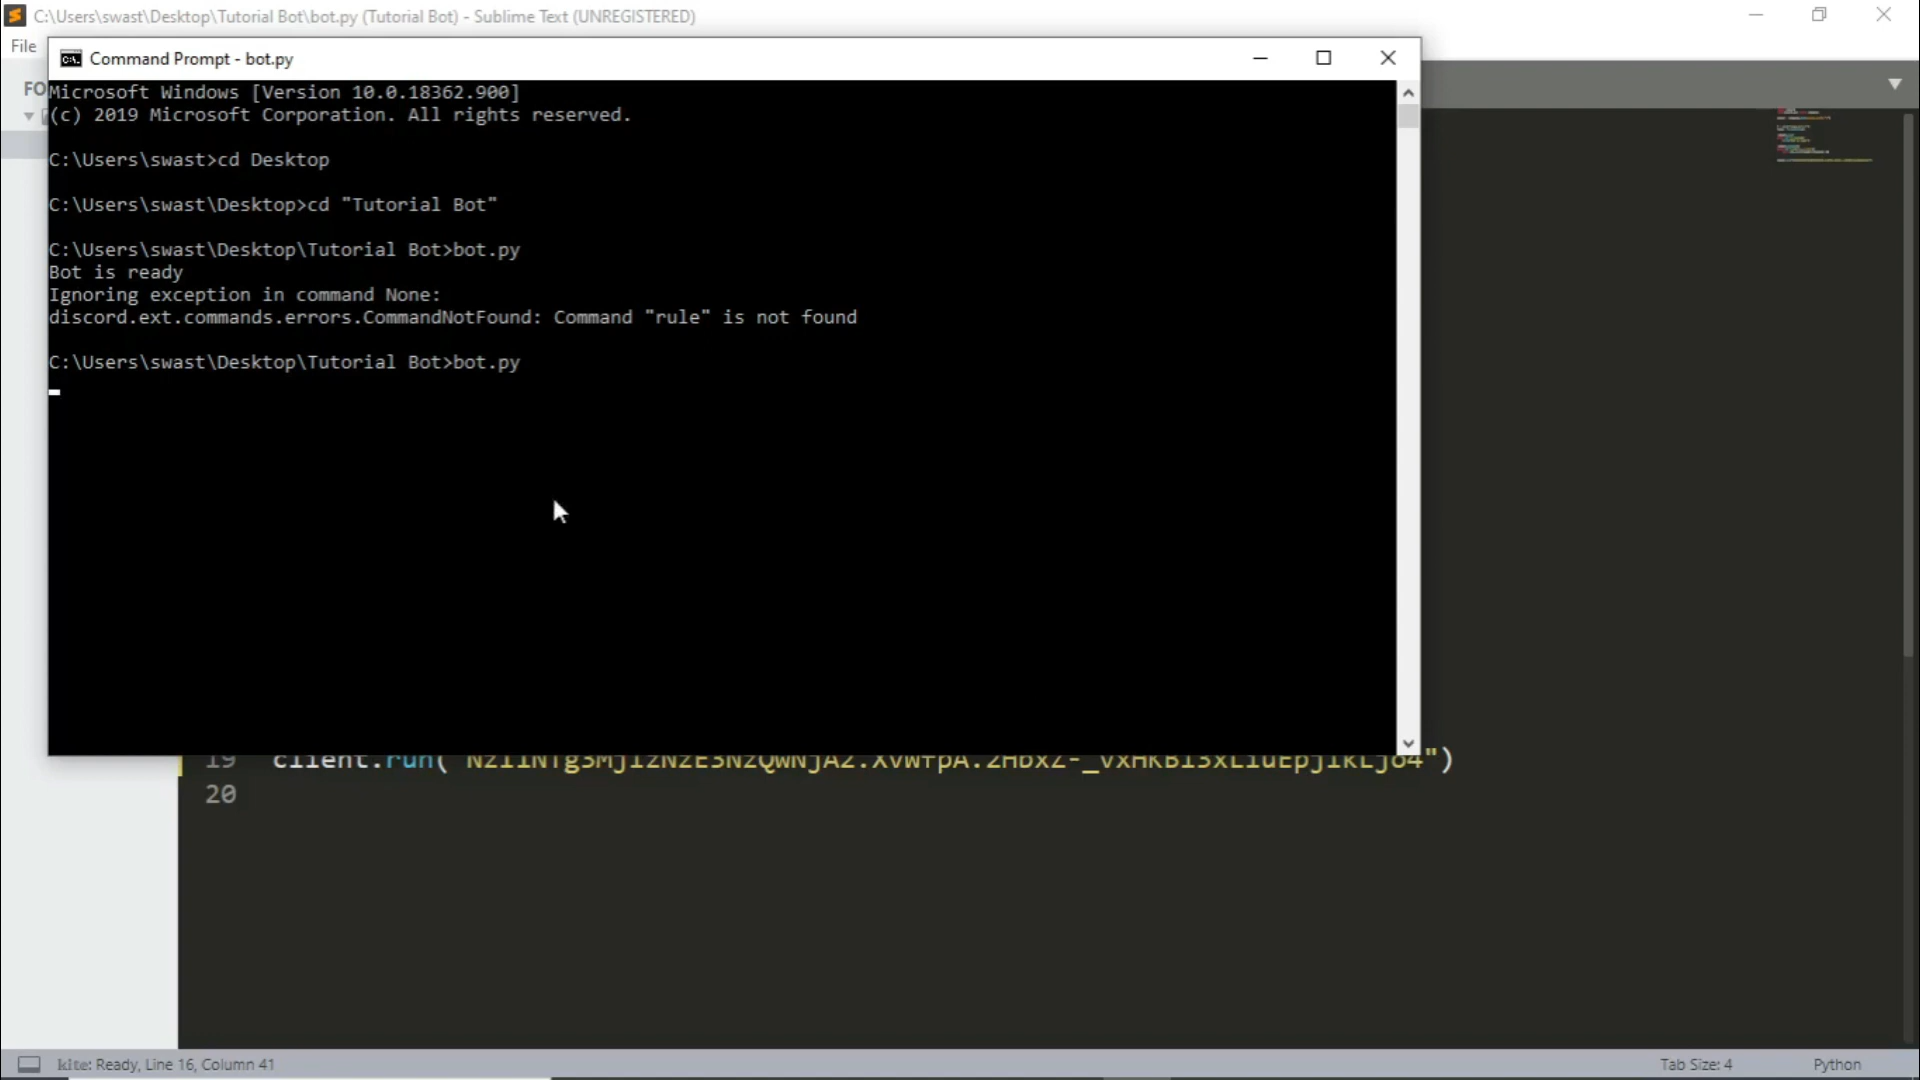 C:\Users\swast\Desktop\Tutorial Bot\bot.py (Tutorial Bot) - Sublime Text (UNREGISTERED)
File
Command Prompt - bot.py
FO
Microsoft Windows [Version 10.0.18362.900]
(c) 2019 Microsoft Corporation. All rights reserved.
C:\Users\swast>cd Desktop
C:\Users\swast\Desktop>cd "Tutorial Bot"
C:\Users\swast\Desktop\Tutorial Bot>bot.py
Bot is ready
Ignoring exception in command None:
discord.ext.commands.errors.CommandNotFound: Command "rule" is not found
C:\Users\swast\Desktop\Tutorial Bot>bot.py
19 client.run(
20
kite: Ready, Line 16, Column 41
Tab Size: 4
Python